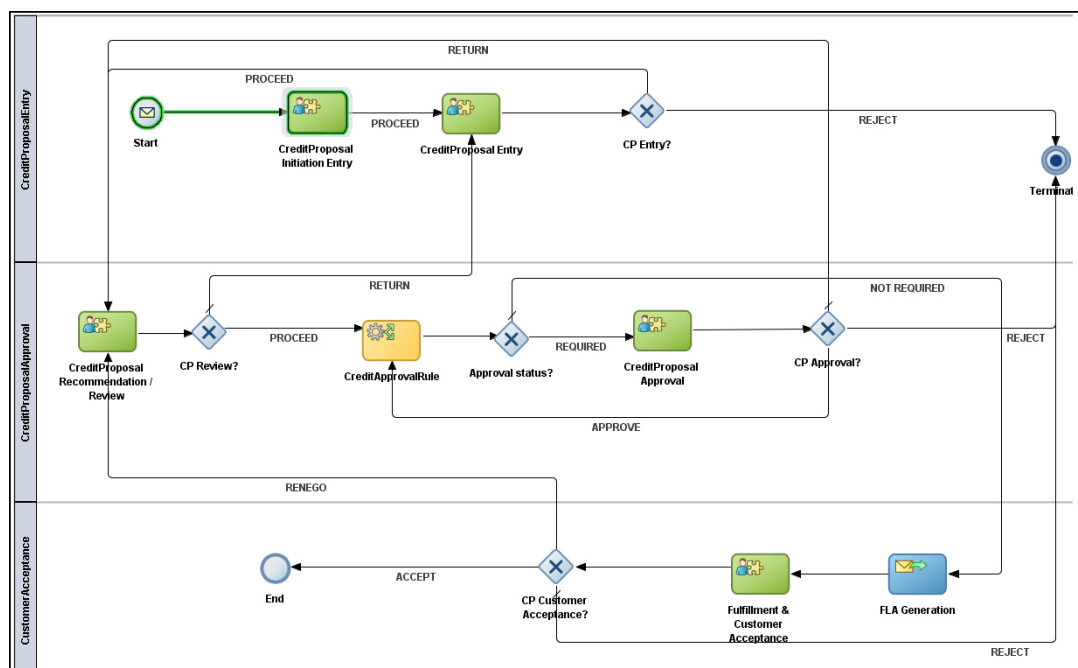 CreditProposalEntry
RETURN
PROCEED
Start
CreditProposal
Initiation Entry
PROCEED
CreditProposal Entry
CP Entry?
REJECT
Terminat
CreditProposalApproval
RETURN
NOT REQUIRED
CreditProposal
Recommendation /
Review
CP Review?
PROCEED
CreditApprovalRule
Approval status?
REQUIRED
CreditProposal
Approval
CP Approval?
REJECT
APPROVE
RENEGO
CustomerAcceptance
End
ACCEPT
CP Customer
Acceptance?
Fulfillment &
Customer
Acceptance
FLA Generation
REJECT